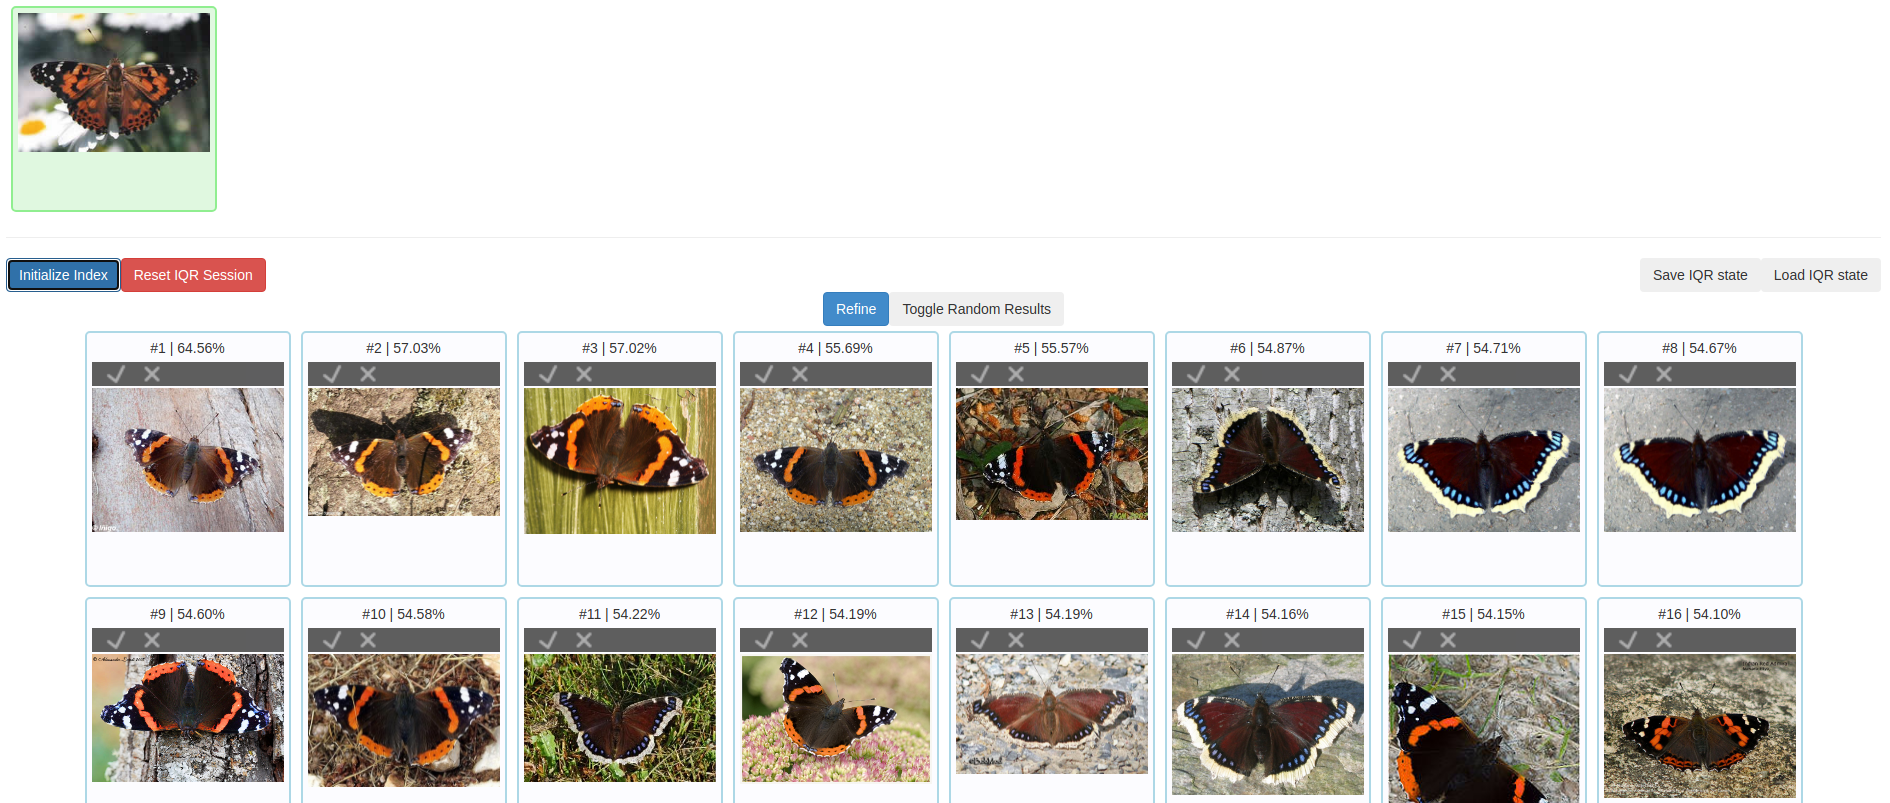 Initialize Index Reset IQR Session Save IQR state Load IQR state
Refine Toggle Random Results
#1 | 64.56% #2 | 57.03% #3 | 57.02% #4 | 55.69% #5 | 55.57% #6 | 54.87% #7 | 54.71% #8 | 54.67%
#9 | 54.60% #10 | 54.58% #11 | 54.22% #12 | 54.19% #13 | 54.19% #14 | 54.16% #15 | 54.15% #16 | 54.10%